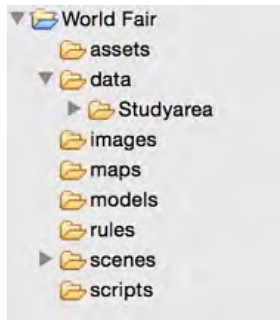 World Fair
assets
data
Studyarea
images
maps
models
rules
scenes
scripts